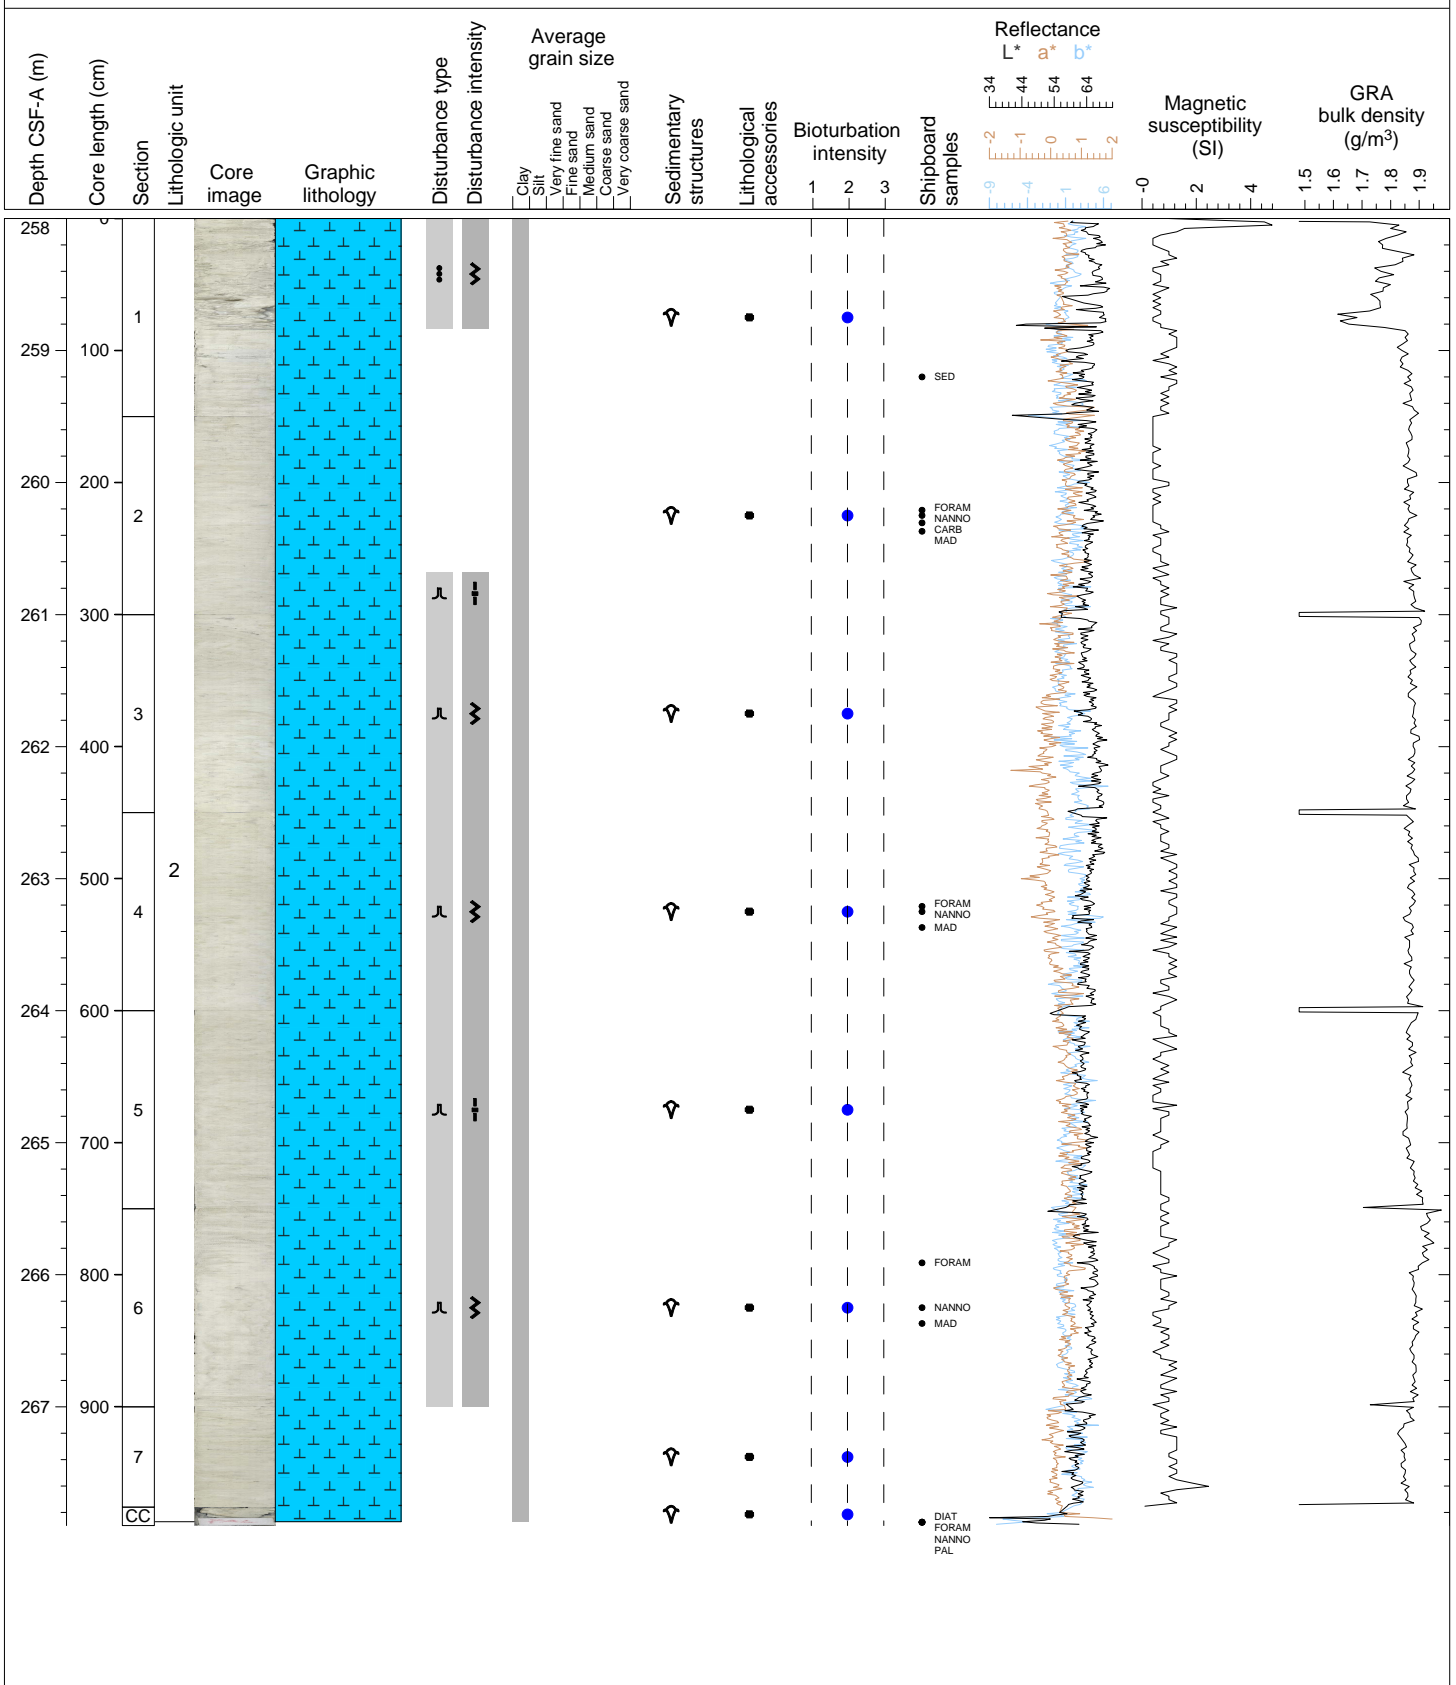 Depth CSF-A (m)
Core length (cm)
Section
Lithologic unit
Core
image
Graphic
lithology
Disturbance type
Disturbance intensity
Average
grain size
Clay
Silt
Very fine sand
Fine sand
Medium sand
Coarse sand
Very coarse sand
Sedimentary
structures
Lithological
accessories
Bioturbation
intensity
1 2 3
Shipboard
samples
Reflectance
L* a* b*
34 44 54 64
-2 -1 0 1 2
-9 -4 1 6
Magnetic
susceptibility
(SI)
-0 2 4
GRA
bulk density
(g/m³)
1.5 1.6 1.7 1.8 1.9
258 0
1
259 100
SED
260 200
2
FORAM
NANNO
CARB
MAD
261 300
3
262 400
2
263 500
4
FORAM
NANNO
MAD
264 600
5
265 700
FORAM
266 800
6
NANNO
MAD
267 900
7
CC
DIAT
FORAM
NANNO
PAL